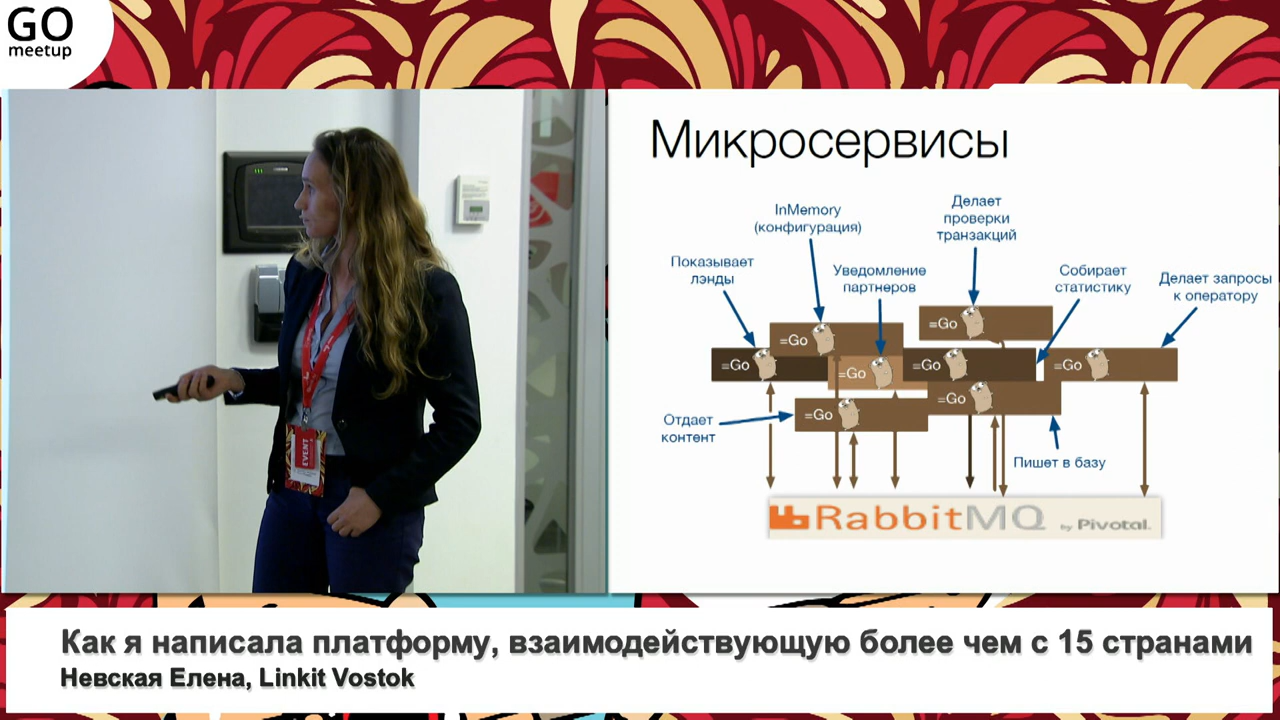 GO
meetup
EVENT
Микросервисы
InMemory
(конфигурация)
Делает
проверки
транзакций
Показывает
лэнды
Уведомление
партнеров
Собирает
статистику
Делает запросы
к оператору
=Go
=Go
=Go
=Go
=Go
=Go
=Go
=Go
Отдает
контент
Пишет в базу
RabbitMQ by Pivotal.
Как я написала платформу, взаимодействующую более чем с 15 странами
Невская Елена, Linkit Vostok